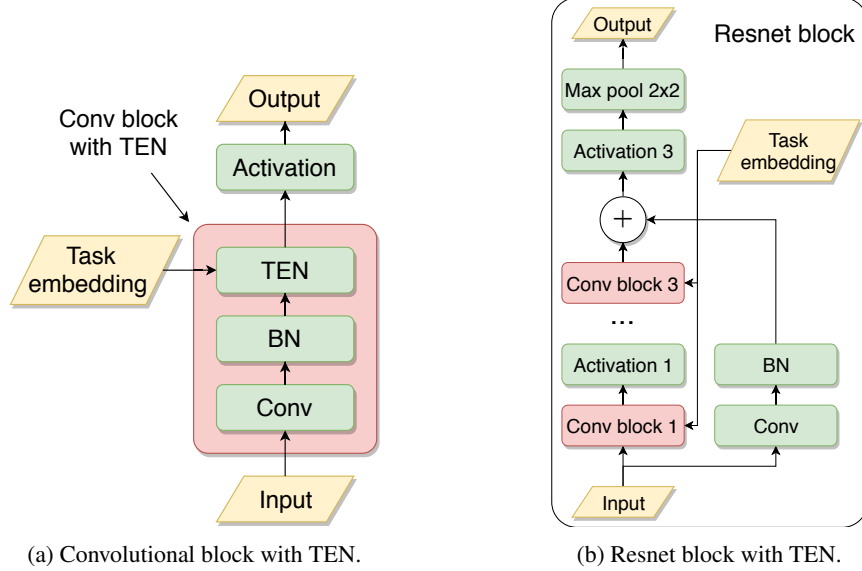 Output
Conv block
with TEN
Activation
Task
embedding
TEN
BN
Conv
Input
(a) Convolutional block with TEN.
Output
Resnet block
Max pool 2x2
Activation 3
Task
embedding
+
Conv block 3
...
Activation 1
BN
Conv block 1
Conv
Input
(b) Resnet block with TEN.